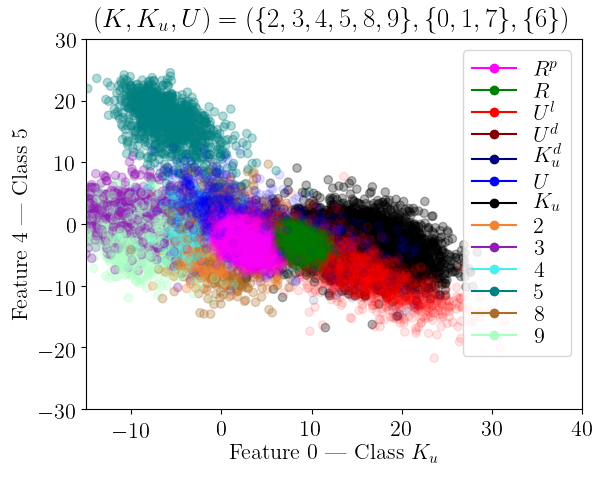 (K, K_u, U) = ({2, 3, 4, 5, 8, 9}, {0, 1, 7}, {6})
30
20
10
0
−10
−20
−30
Feature 4 — Class 5
R^p
R
U^l
U^d
K_u^d
U
K_u
2
3
4
5
8
9
−10
0
10
20
30
40
Feature 0 — Class K_u